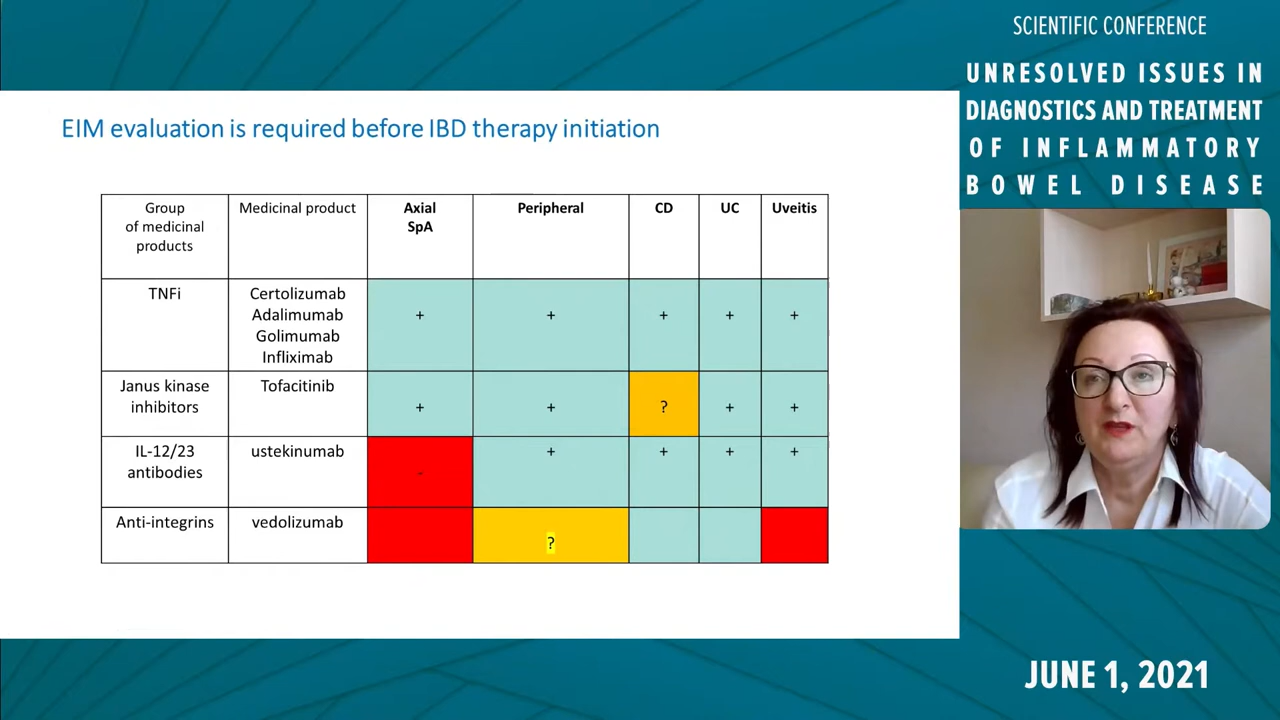 SCIENTIFIC CONFERENCE
UNRESOLVED ISSUES IN
DIAGNOSTICS AND TREATMENT
OF INFLAMMATORY
BOWEL DISEASE
EIM evaluation is required before IBD therapy initiation
Group
of medicinal
products
Medicinal product
Axial
SpA
Peripheral
CD
UC
Uveitis
TNFi
Certolizumab
Adalimumab
Golimumab
Infliximab
+
+
+
+
+
Janus kinase
inhibitors
Tofacitinib
+
+
?
+
+
IL-12/23
antibodies
ustekinumab
-
+
+
+
+
Anti-integrins
vedolizumab
?
JUNE 1, 2021